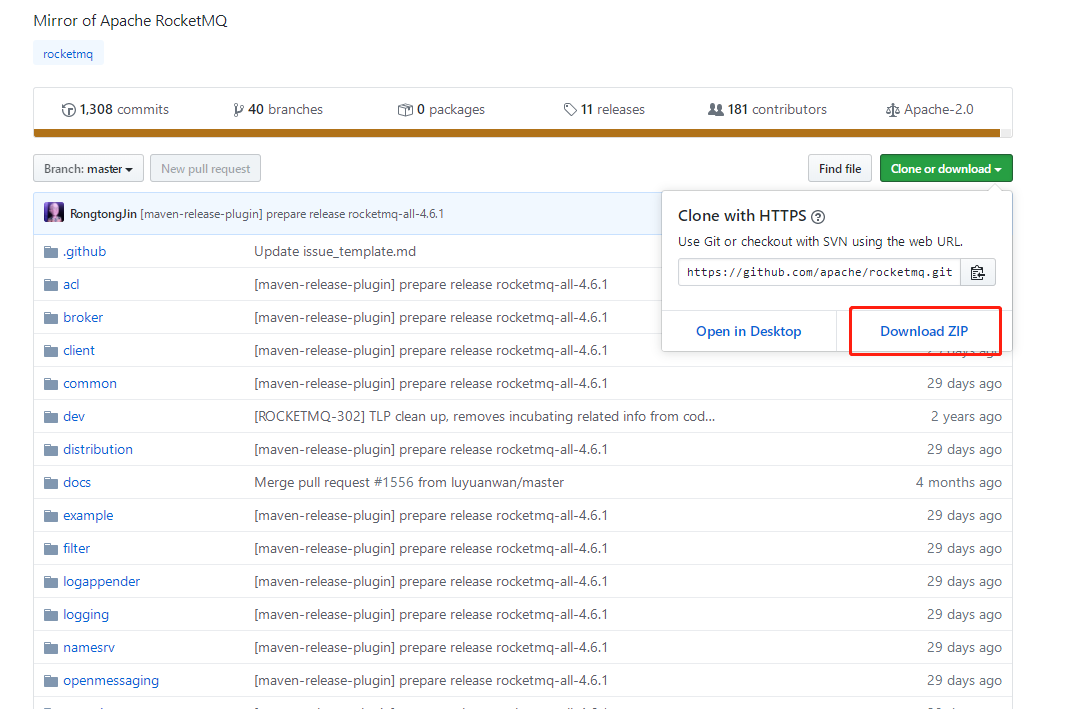 Mirror of Apache RocketMQ
rocketmq
1,308 commits 40 branches 0 packages 11 releases 181 contributors Apache-2.0
Branch: master New pull request Find file Clone or download
RongtongJin [maven-release-plugin] prepare release rocketmq-all-4.6.1
Clone with HTTPS
Use Git or checkout with SVN using the web URL.
https://github.com/apache/rocketmq.git
Open in Desktop Download ZIP
.github Update issue_template.md
acl [maven-release-plugin] prepare release rocketmq-all-4.6.1
broker [maven-release-plugin] prepare release rocketmq-all-4.6.1
client [maven-release-plugin] prepare release rocketmq-all-4.6.1 29 days ago
common [maven-release-plugin] prepare release rocketmq-all-4.6.1 29 days ago
dev [ROCKETMQ-302] TLP clean up, removes incubating related info from cod... 2 years ago
distribution [maven-release-plugin] prepare release rocketmq-all-4.6.1 29 days ago
docs Merge pull request #1556 from luyuanwan/master 4 months ago
example [maven-release-plugin] prepare release rocketmq-all-4.6.1 29 days ago
filter [maven-release-plugin] prepare release rocketmq-all-4.6.1 29 days ago
logappender [maven-release-plugin] prepare release rocketmq-all-4.6.1 29 days ago
logging [maven-release-plugin] prepare release rocketmq-all-4.6.1 29 days ago
namesrv [maven-release-plugin] prepare release rocketmq-all-4.6.1 29 days ago
openmessaging [maven-release-plugin] prepare release rocketmq-all-4.6.1 29 days ago